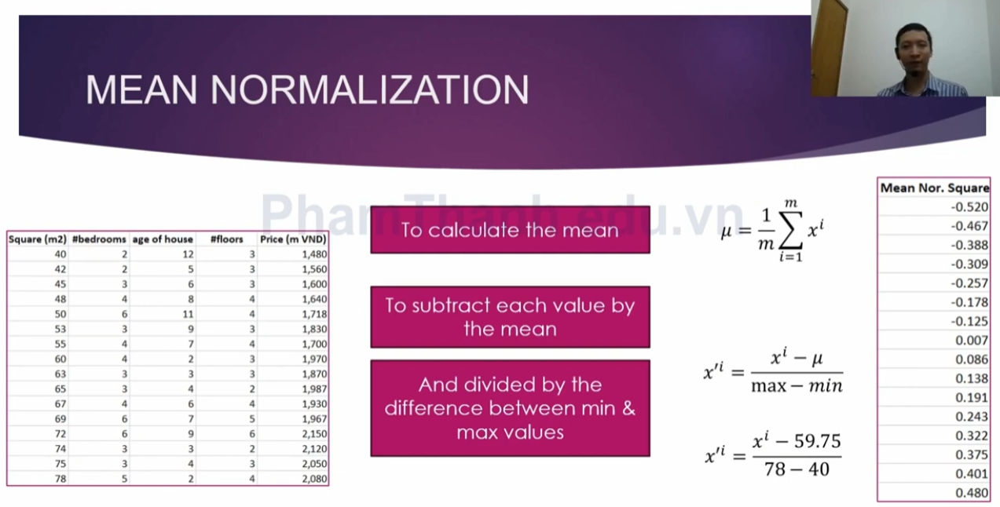 MEAN NORMALIZATION
PhamThanh.edu.vn
Square (m2) #bedrooms age of house #floors Price (m VND)
40 2 12 3 1,480
42 2 5 3 1,560
45 3 6 3 1,600
48 4 8 4 1,640
50 6 11 4 1,718
53 3 9 3 1,830
55 4 7 4 1,700
60 4 2 3 1,970
63 3 3 3 1,870
65 3 4 2 1,987
67 4 6 4 1,930
69 6 7 5 1,967
72 6 9 6 2,150
74 3 3 2 2,120
75 3 4 3 2,050
78 5 2 4 2,080
To calculate the mean
To subtract each value by
the mean
And divided by the
difference between min &
max values
μ = \frac{1}{m} \sum_{i=1}^{m} x^i
x'^i = \frac{x^i − μ}{max − min}
x'^i = \frac{x^i − 59.75}{78 − 40}
Mean Nor. Square
-0.520
-0.467
-0.388
-0.309
-0.257
-0.178
-0.125
0.007
0.086
0.138
0.191
0.243
0.322
0.375
0.401
0.480